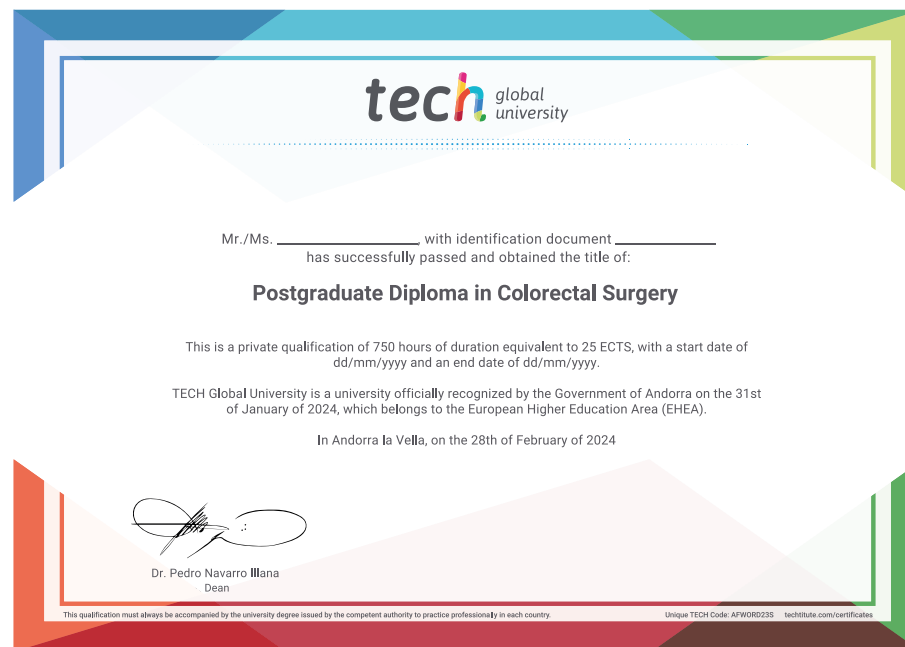 tech global
university
Mr./Ms. ____________________, with identification document ______________
has successfully passed and obtained the title of:
Postgraduate Diploma in Colorectal Surgery
This is a private qualification of 750 hours of duration equivalent to 25 ECTS, with a start date of
dd/mm/yyyy and an end date of dd/mm/yyyy.
TECH Global University is a university officially recognized by the Government of Andorra on the 31st
of January of 2024, which belongs to the European Higher Education Area (EHEA).
In Andorra la Vella, on the 28th of February of 2024
Dr. Pedro Navarro Illana
Dean
This qualification must always be accompanied by the university degree issued by the competent authority to practice professionally in each country. Unique TECH Code: AFWORD23S techtitute.com/certificates